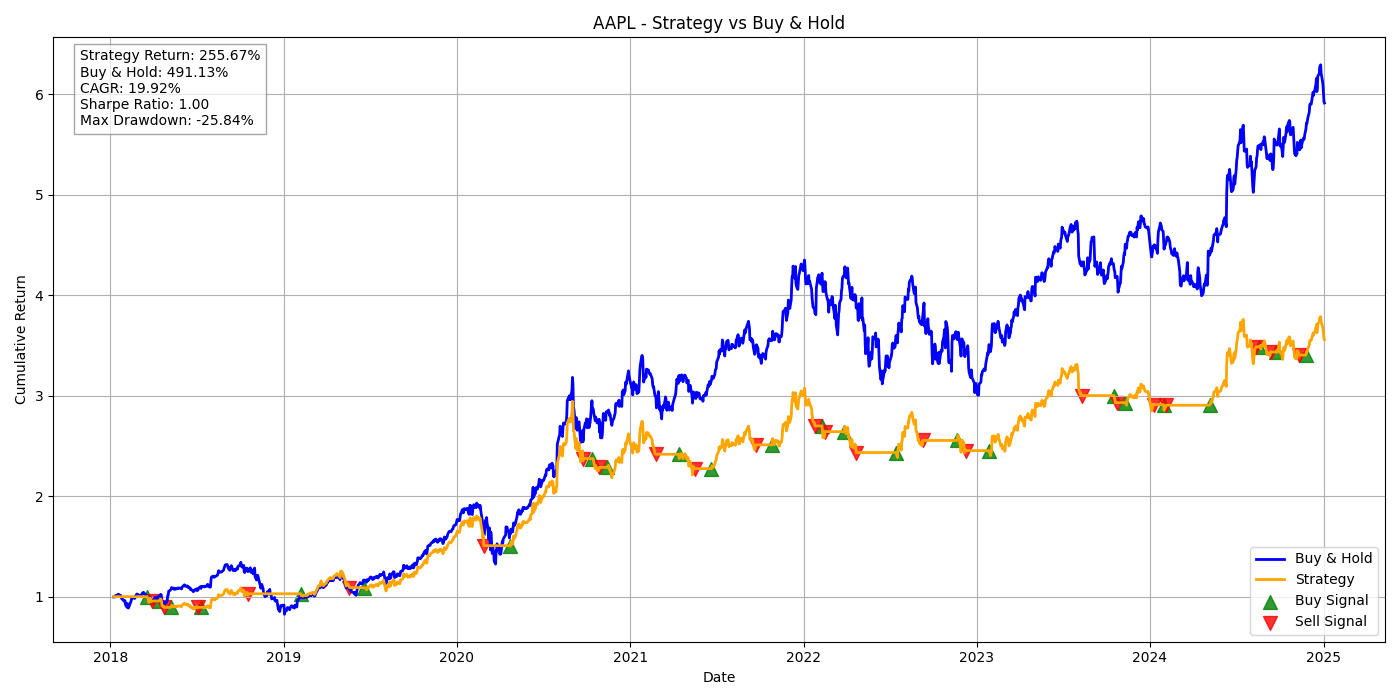 AAPL - Strategy vs Buy & Hold
Strategy Return: 255.67%
Buy & Hold: 491.13%
CAGR: 19.92%
Sharpe Ratio: 1.00
Max Drawdown: -25.84%
Cumulative Return
6
5
4
3
2
1
Buy & Hold
Strategy
Buy Signal
Sell Signal
2018 2019 2020 2021 2022 2023 2024 2025
Date